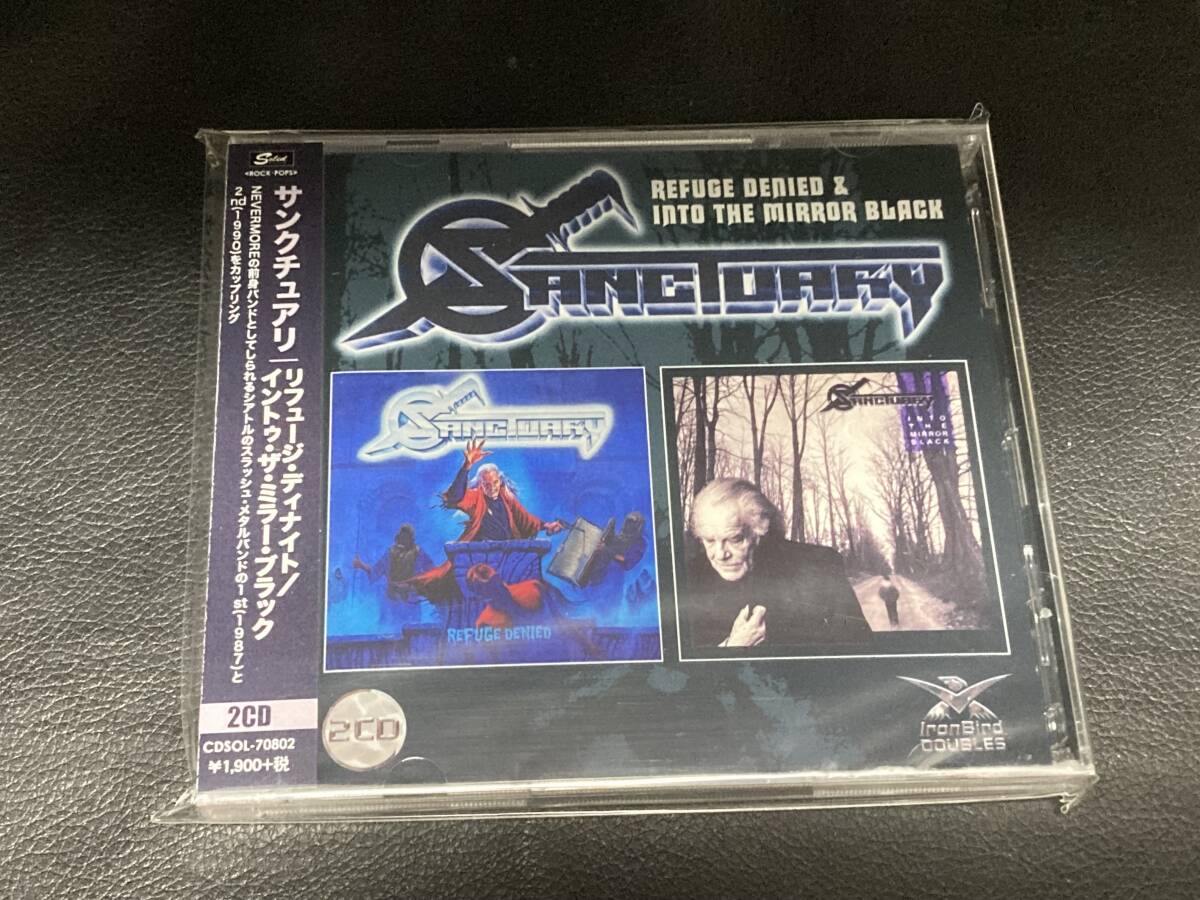 Solid
<ROCK・POPS>
サンクチュアリ
リフュージ・ディナイト/
イントゥ・ザ・ミラー・ブラック
NEVERMOREの前身バンドとしてしられるシアトルのスラッシュ・メタルバンドの1st(1987)と
2nd(1990)をカップリング
2CD
CDSOL-70802
¥1,900+税
REFUGE DENIED &
INTO THE MIRROR BLACK
SANCTUARY
SANCTUARY
REFUGE DENIED
SANCTUARY
INTO
THE
MIRROR
BLACK
2CD
IronBird
DOUBLES